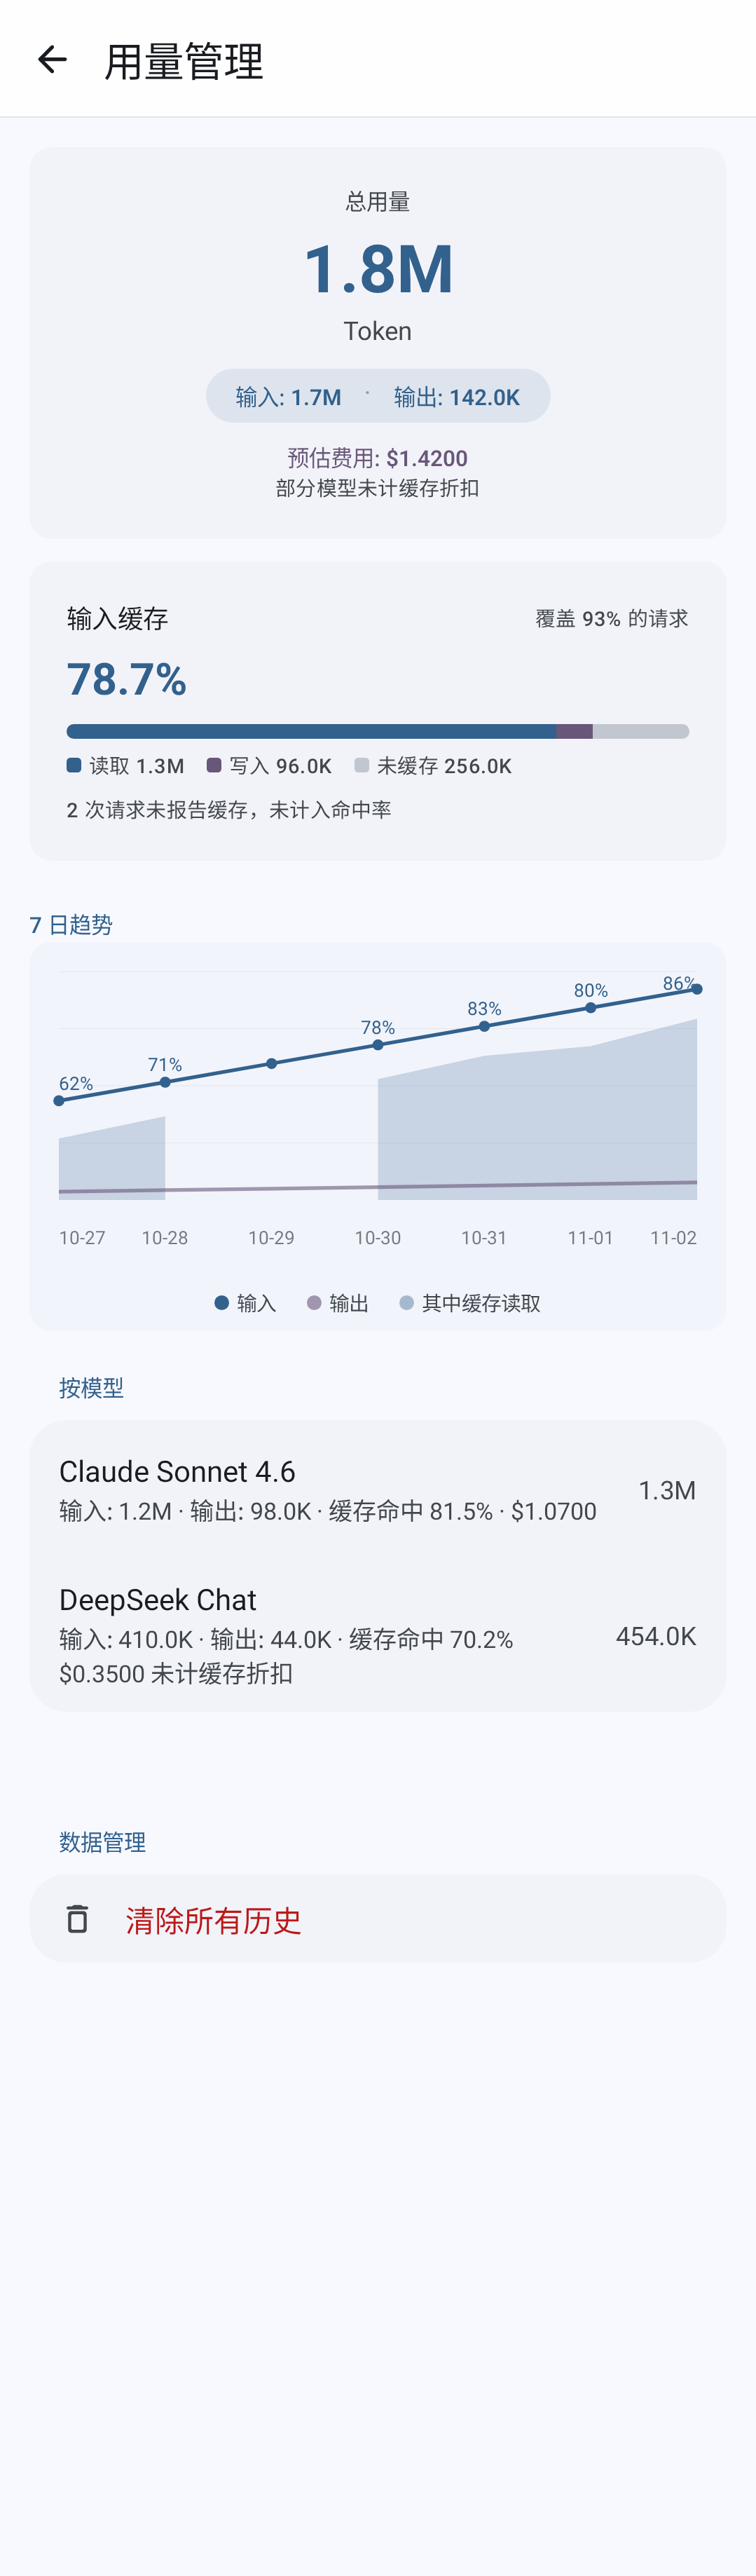 用量管理
总用量
1.8M
Token
输入: 1.7M · 输出: 142.0K
预估费用: $1.4200
部分模型未计缓存折扣
输入缓存 覆盖 93% 的请求
78.7%
读取 1.3M 写入 96.0K 未缓存 256.0K
2 次请求未报告缓存，未计入命中率
7 日趋势
62% 71% 78% 83% 80% 86%
10-27 10-28 10-29 10-30 10-31 11-01 11-02
输入 输出 其中缓存读取
按模型
Claude Sonnet 4.6
输入: 1.2M · 输出: 98.0K · 缓存命中 81.5% · $1.0700
1.3M
DeepSeek Chat
输入: 410.0K · 输出: 44.0K · 缓存命中 70.2%
$0.3500 未计缓存折扣
454.0K
数据管理
清除所有历史